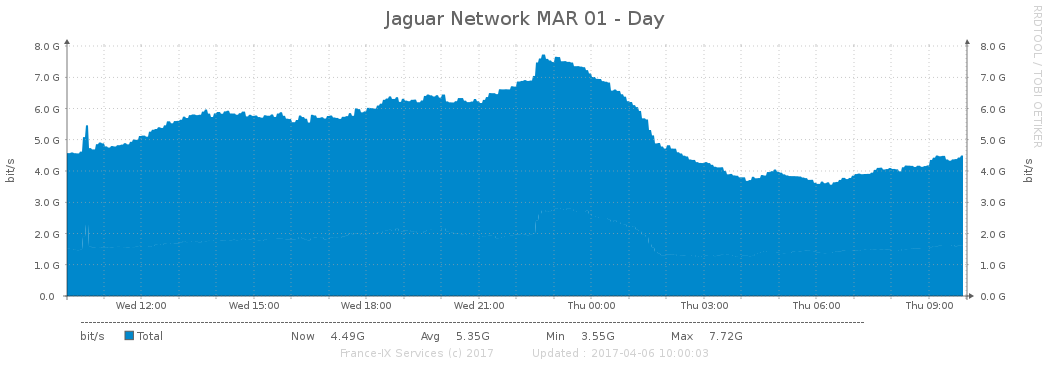 Jaguar Network MAR 01 - Day
RRDTOOL / TOBI OETIKER
8.0 G 8.0 G
7.0 G 7.0 G
6.0 G 6.0 G
5.0 G 5.0 G
4.0 G 4.0 G
3.0 G 3.0 G
2.0 G 2.0 G
1.0 G 1.0 G
0.0 0.0 G
bit/s
bit/s
Wed 12:00 Wed 15:00 Wed 18:00 Wed 21:00 Thu 00:00 Thu 03:00 Thu 06:00 Thu 09:00
bit/s Total Now 4.49G Avg 5.35G Min 3.55G Max 7.72G
France-IX Services (c) 2017 Updated : 2017-04-06 10:00:03